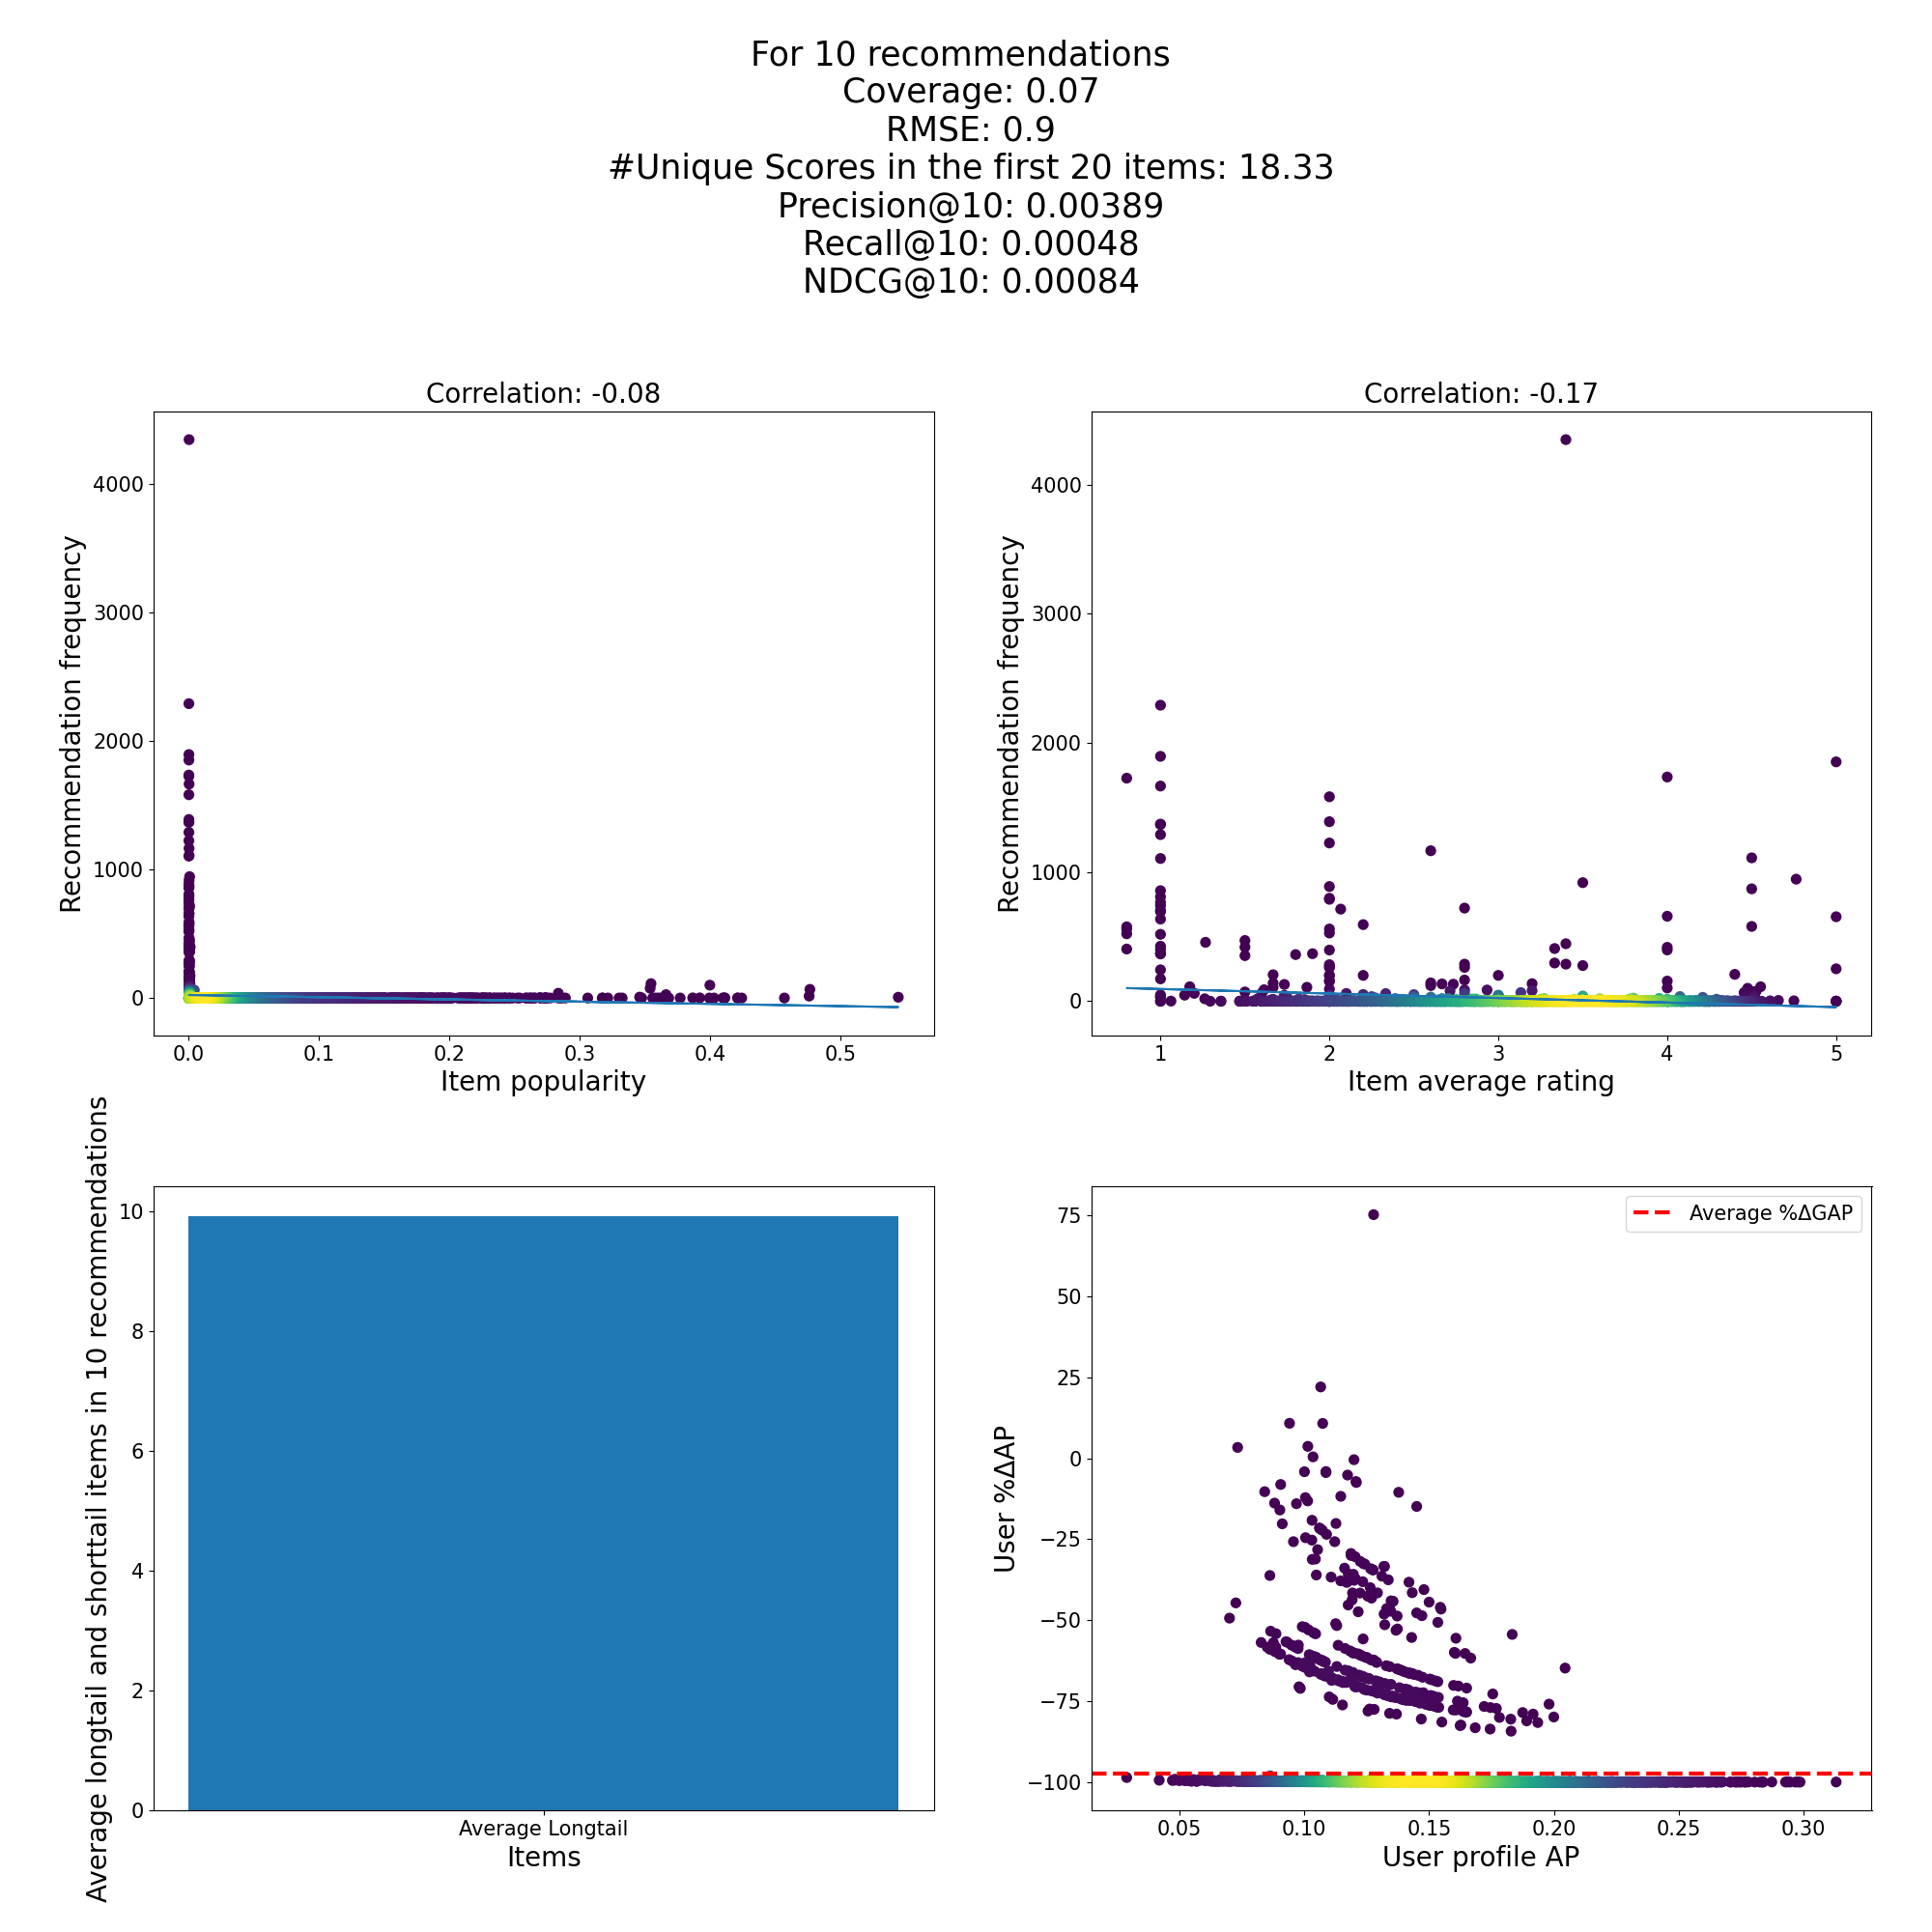 For 10 recommendations
Coverage: 0.07
RMSE: 0.9
#Unique Scores in the first 20 items: 18.33
Precision@10: 0.00389
Recall@10: 0.00048
NDCG@10: 0.00084
Correlation: -0.08
Recommendation frequency
4000
3000
2000
1000
0
0.0 0.1 0.2 0.3 0.4 0.5
Item popularity
Correlation: -0.17
Recommendation frequency
4000
3000
2000
1000
0
1 2 3 4 5
Item average rating
Average longtail and shorttail items in 10 recommendations
10
8
6
4
2
0
Average Longtail
Items
Average %ΔGAP
User %ΔAP
75
50
25
0
−25
−50
−75
−100
0.05 0.10 0.15 0.20 0.25 0.30
User profile AP